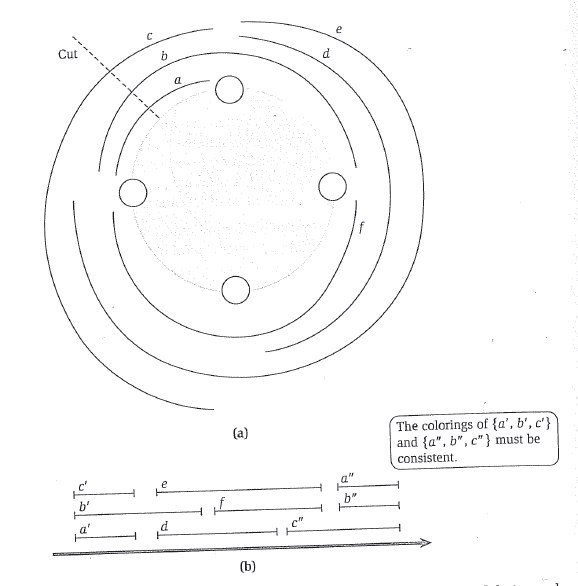 c
e
Cut
b
d
a
f
(a)
The colorings of {a′, b′, c′}
and {a″, b″, c″} must be
consistent.
c′
e
a″
b′
f
b″
a′
d
c″
(b)